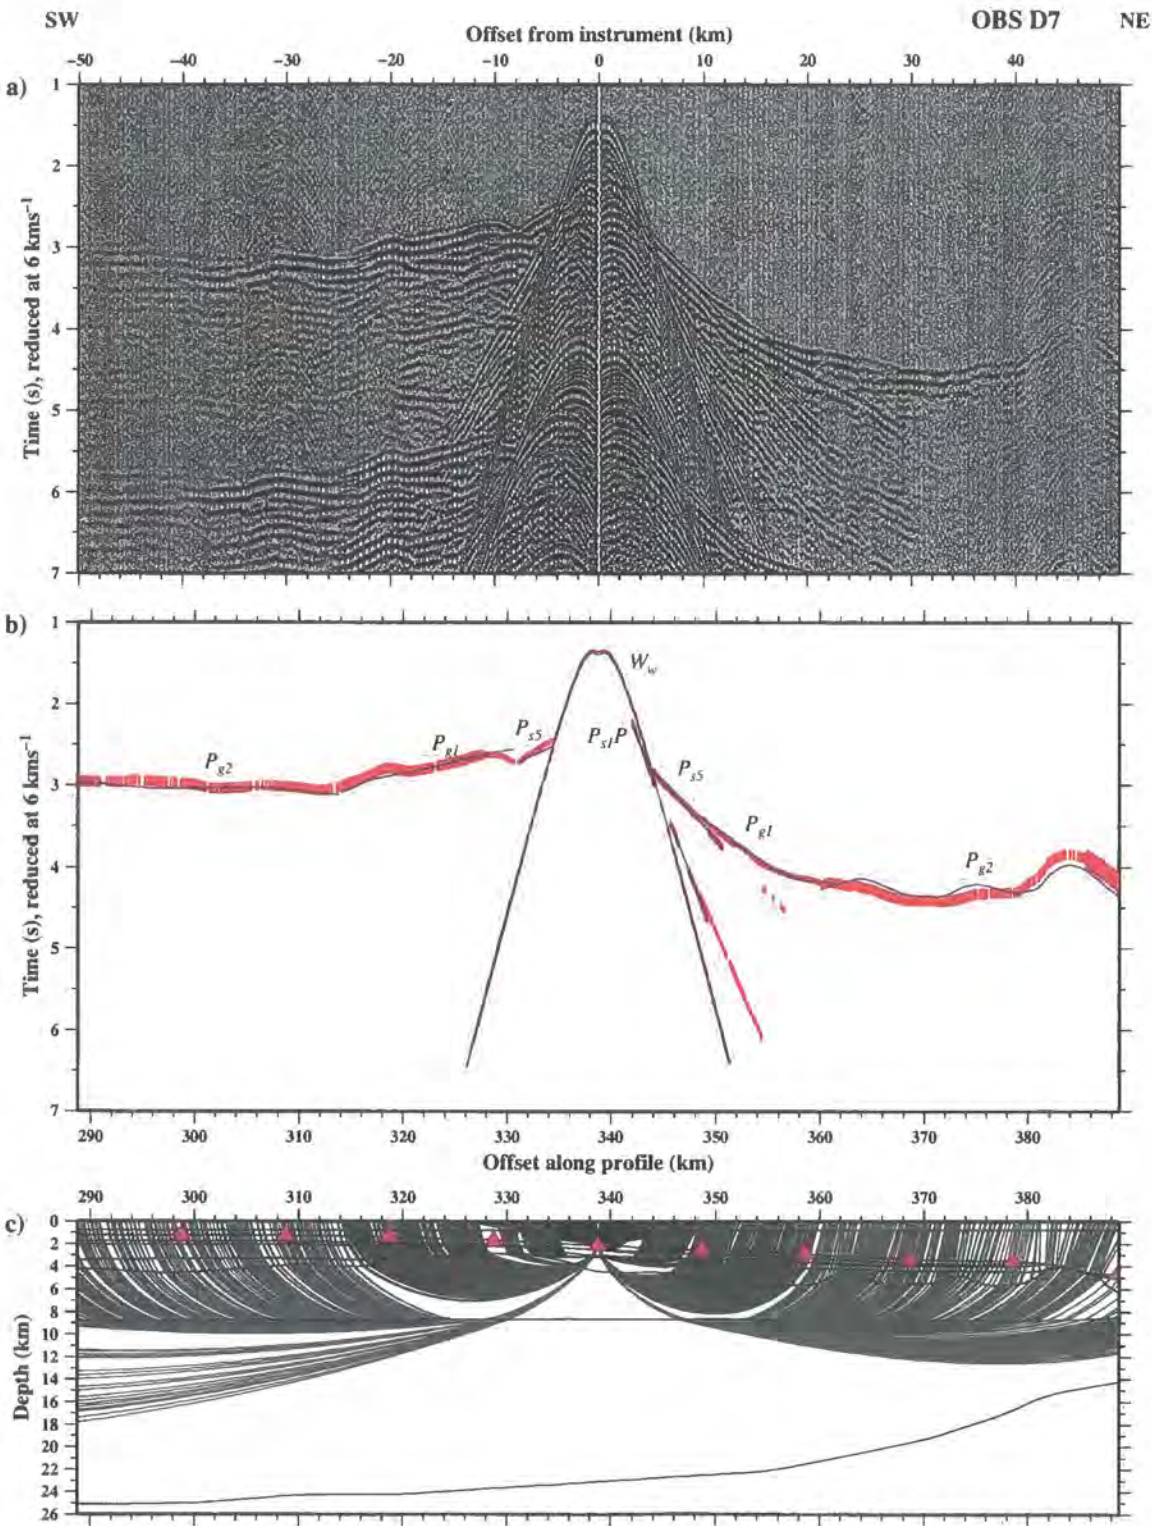 SW OBS D7 NE
Offset from instrument (km)
−50 −40 −30 −20 −10 0 10 20 30 40
a)
1
2
3
4
5
6
7
Time (s), reduced at 6 kms⁻¹
b)
1
2
3
4
5
6
7
Time (s), reduced at 6 kms⁻¹
W_w
P_s1P
P_s5
P_g1
P_g2
P_s5
P_g1
P_g2
290 300 310 320 330 340 350 360 370 380
Offset along profile (km)
290 300 310 320 330 340 350 360 370 380
c)
0
2
4
6
8
10
12
14
16
18
20
22
24
26
Depth (km)